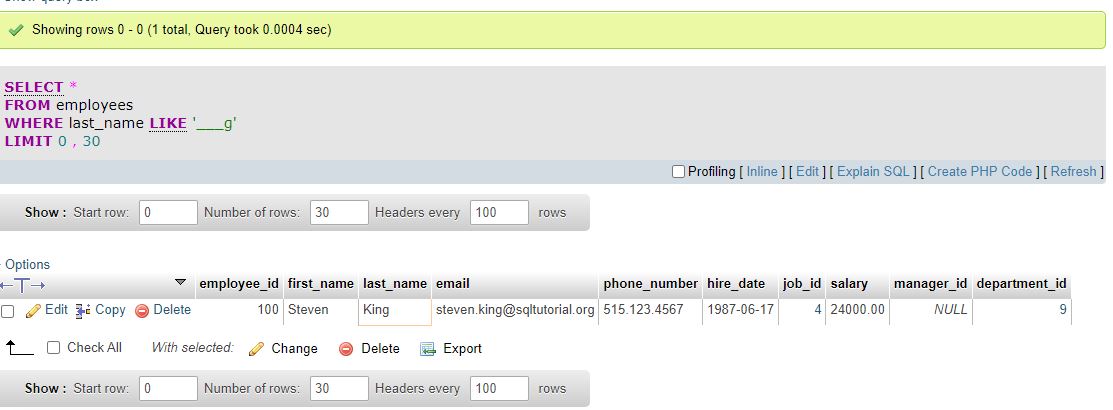 Showing rows 0 - 0 (1 total, Query took 0.0004 sec)
SELECT *
FROM employees
WHERE last_name LIKE '___g'
LIMIT 0 , 30
Profiling [ Inline ] [ Edit ] [ Explain SQL ] [ Create PHP Code ] [ Refresh ]
Show : Start row: 0 Number of rows: 30 Headers every 100 rows
Options
←T→ employee_id first_name last_name email phone_number hire_date job_id salary manager_id department_id
Edit Copy Delete 100 Steven King steven.king@sqltutorial.org 515.123.4567 1987-06-17 4 24000.00 NULL 9
Check All With selected: Change Delete Export
Show : Start row: 0 Number of rows: 30 Headers every 100 rows